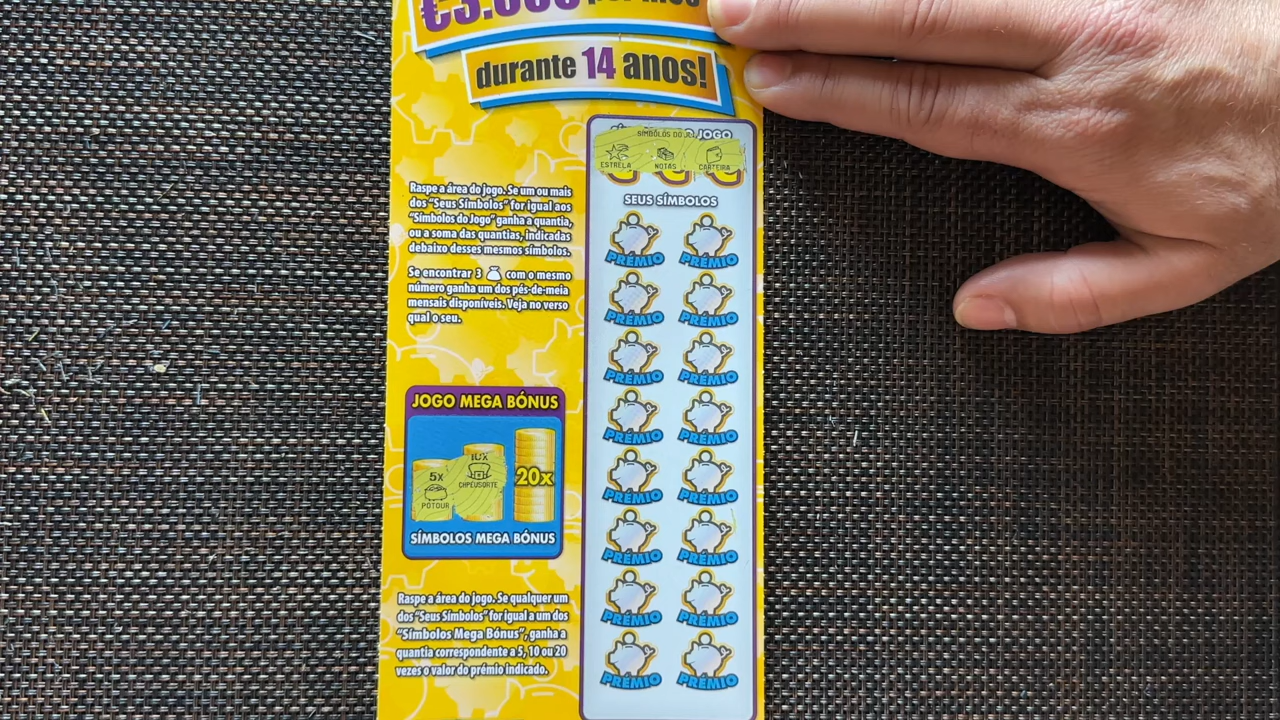 durante 14 anos!
SÍMBOLOS DO JOGO
ESTRELA NOTAS CARTEIRA
SEUS SÍMBOLOS
PRÉMIO PRÉMIO
PRÉMIO PRÉMIO
PRÉMIO PRÉMIO
PRÉMIO PRÉMIO
PRÉMIO PRÉMIO
PRÉMIO PRÉMIO
PRÉMIO PRÉMIO
PRÉMIO PRÉMIO
Raspe a área do jogo. Se um ou mais
dos “Seus Símbolos” for igual aos
“Símbolos do Jogo” ganha a quantia,
ou a soma das quantias, indicadas
debaixo desses mesmos símbolos.
Se encontrar 3 com o mesmo
número ganha um dos pés-de-meia
mensais disponíveis. Veja no verso
qual o seu.
JOGO MEGA BÓNUS
5X
POTOUR
10X
CHPEUSORTE
20x
SÍMBOLOS MEGA BÓNUS
Raspe a área do jogo. Se qualquer um
dos “Seus Símbolos” for igual a um dos
“Símbolos Mega Bónus”, ganha a
quantia correspondente a 5, 10 ou 20
vezes o valor do prémio indicado.